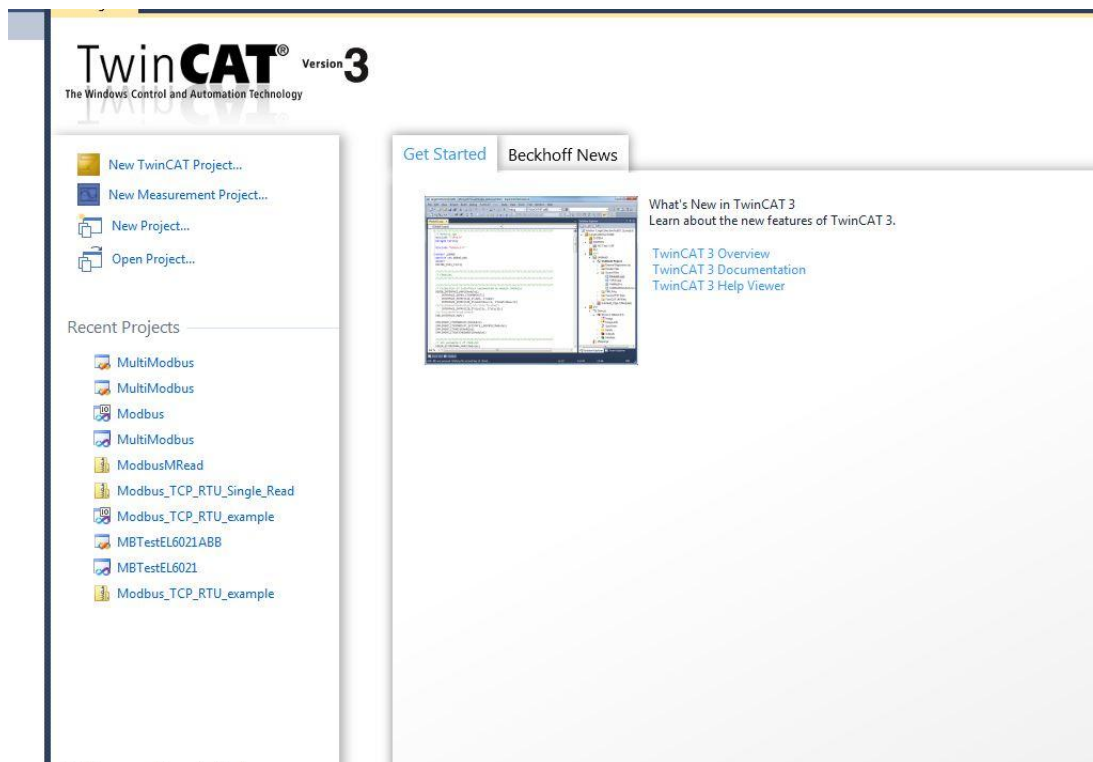 TwinCAT® Version 3
The Windows Control and Automation Technology
New TwinCAT Project...
New Measurement Project...
New Project...
Open Project...
Recent Projects
MultiModbus
MultiModbus
Modbus
MultiModbus
ModbusMRead
Modbus_TCP_RTU_Single_Read
Modbus_TCP_RTU_example
MBTestEL6021ABB
MBTestEL6021
Modbus_TCP_RTU_example
Get Started
Beckhoff News
What's New in TwinCAT 3
Learn about the new features of TwinCAT 3.
TwinCAT 3 Overview
TwinCAT 3 Documentation
TwinCAT 3 Help Viewer